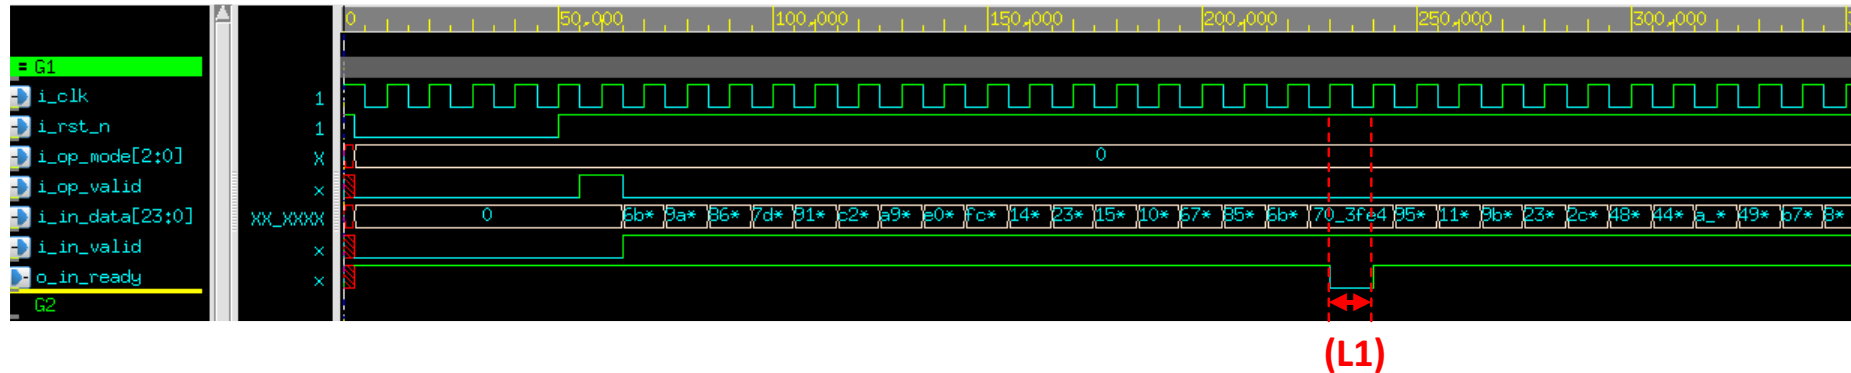 0 50,000 100,000 150,000 200,000 250,000 300,000
= G1
i_clk 1
i_rst_n 1
i_op_mode[2:0] X 0
i_op_valid x
i_in_data[23:0] XX_XXXX 0 6b* 9a* 86* 7d* 91* c2* a9* e0* fc* 14* 23* 15* 10* 67* 85* 6b* 70_3fe4 95* 11* 9b* 23* 2c* 48* 44* a_* 49* b7* 8*
i_in_valid x
o_in_ready x
G2
(L1)